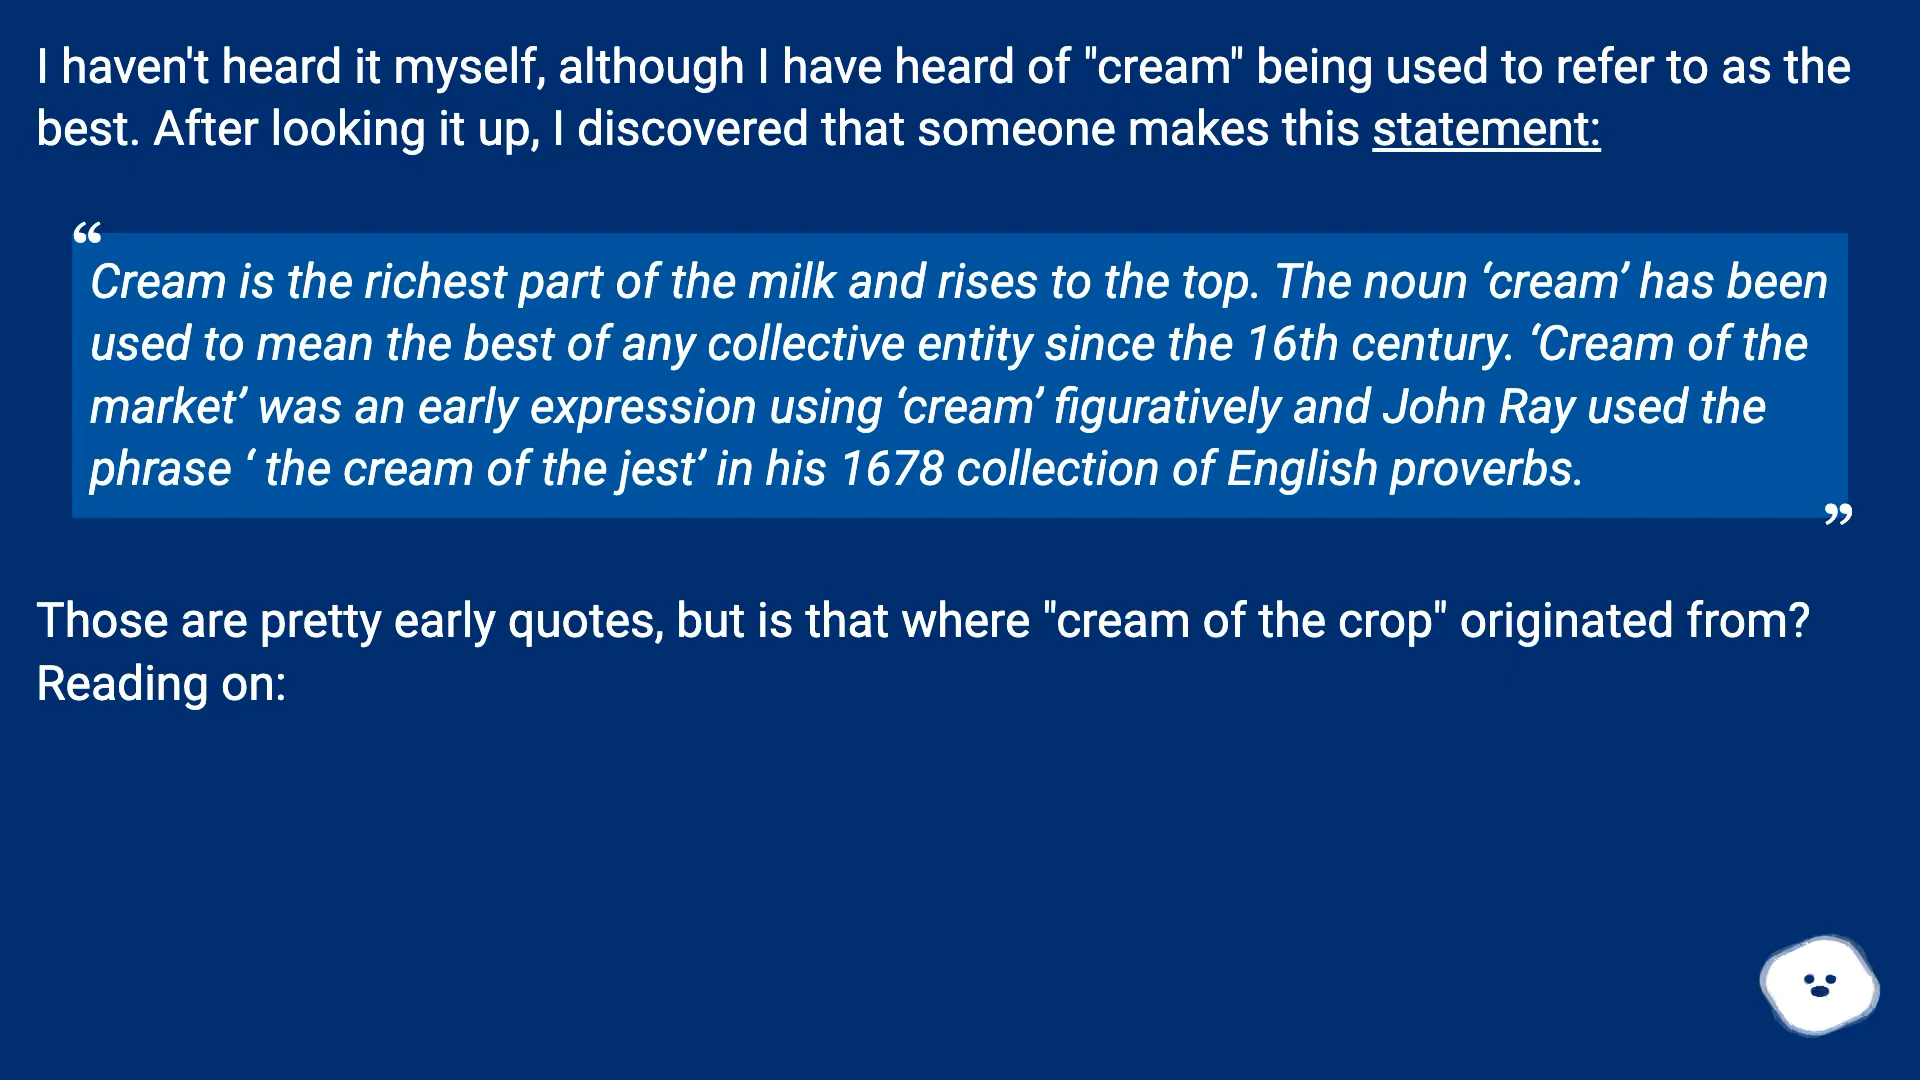 I haven't heard it myself, although I have heard of "cream" being used to refer to as the
best. After looking it up, I discovered that someone makes this statement:
“
Cream is the richest part of the milk and rises to the top. The noun ‘cream’ has been
used to mean the best of any collective entity since the 16th century. ‘Cream of the
market’ was an early expression using ‘cream’ figuratively and John Ray used the
phrase ‘ the cream of the jest’ in his 1678 collection of English proverbs.
”
Those are pretty early quotes, but is that where "cream of the crop" originated from?
Reading on: